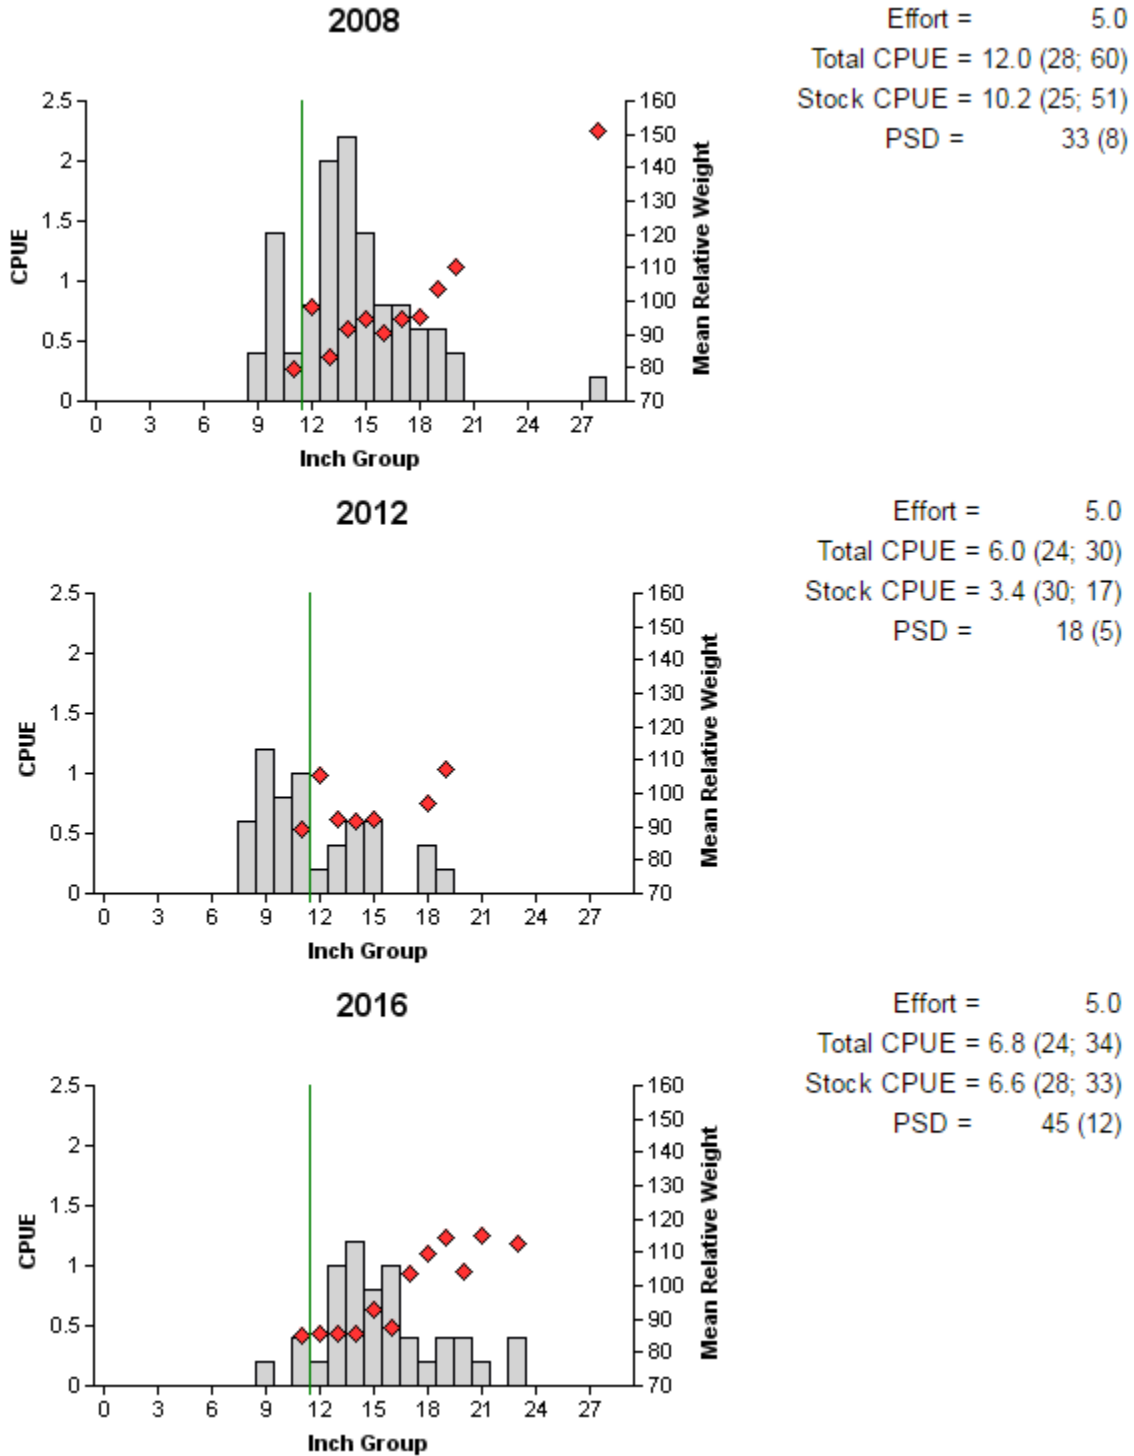 2008
Effort = 5.0
Total CPUE = 12.0 (28; 60)
Stock CPUE = 10.2 (25; 51)
PSD = 33 (8)
2.5
2
1.5
1
0.5
0
CPUE
160
150
140
130
120
110
100
90
80
70
Mean Relative Weight
0 3 6 9 12 15 18 21 24 27
Inch Group
2012
Effort = 5.0
Total CPUE = 6.0 (24; 30)
Stock CPUE = 3.4 (30; 17)
PSD = 18 (5)
2.5
2
1.5
1
0.5
0
CPUE
160
150
140
130
120
110
100
90
80
70
Mean Relative Weight
0 3 6 9 12 15 18 21 24 27
Inch Group
2016
Effort = 5.0
Total CPUE = 6.8 (24; 34)
Stock CPUE = 6.6 (28; 33)
PSD = 45 (12)
2.5
2
1.5
1
0.5
0
CPUE
160
150
140
130
120
110
100
90
80
70
Mean Relative Weight
0 3 6 9 12 15 18 21 24 27
Inch Group